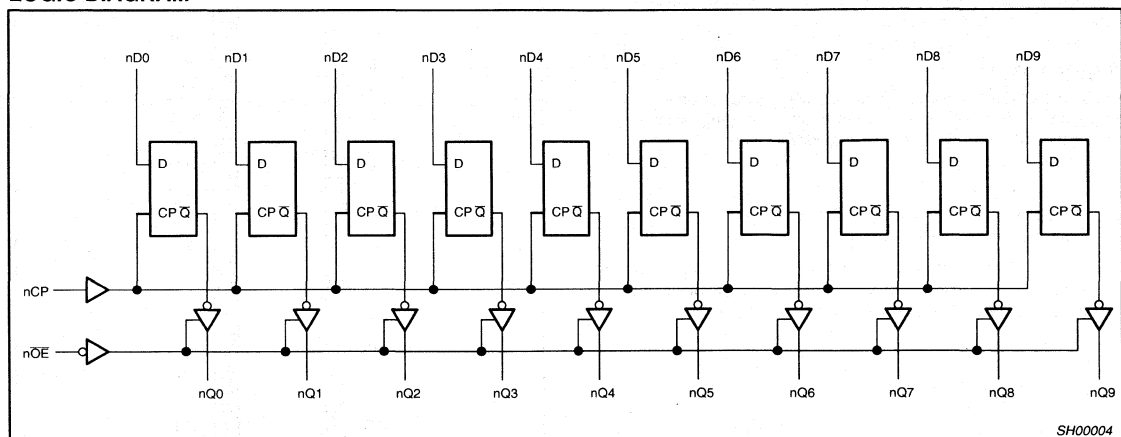 LOGIC DIAGRAM
nD0 nD1 nD2 nD3 nD4 nD5 nD6 nD7 nD8 nD9
D D D D D D D D D D
CP Q̅ CP Q̅ CP Q̅ CP Q̅ CP Q̅ CP Q̅ CP Q̅ CP Q̅ CP Q̅ CP Q̅
nCP
nO̅E̅
nQ0 nQ1 nQ2 nQ3 nQ4 nQ5 nQ6 nQ7 nQ8 nQ9
SH00004